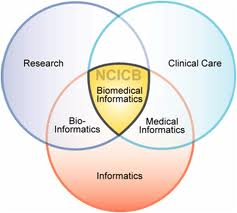 Research
Clinical Care
NCICB
Biomedical
Informatics
Bio-
Informatics
Medical
Informatics
Informatics